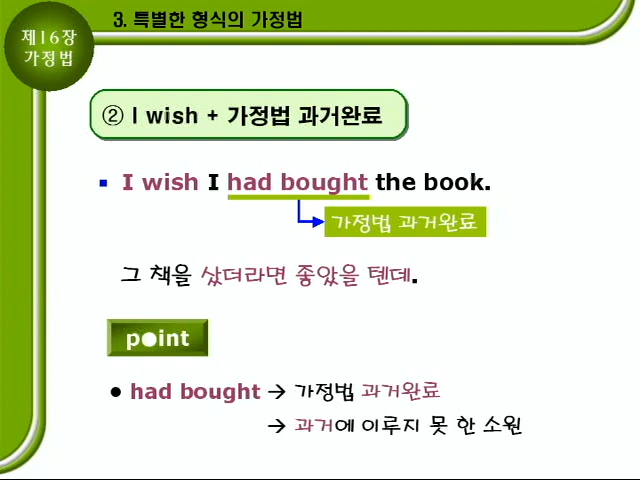 3. 특별한 형식의 가정법
제16장
가정법
② I wish + 가정법 과거완료
▪ I wish I had bought the book.
가정법 과거완료
그 책을 샀더라면 좋았을 텐데.
point
● had bought → 가정법 과거완료
→ 과거에 이루지 못 한 소원